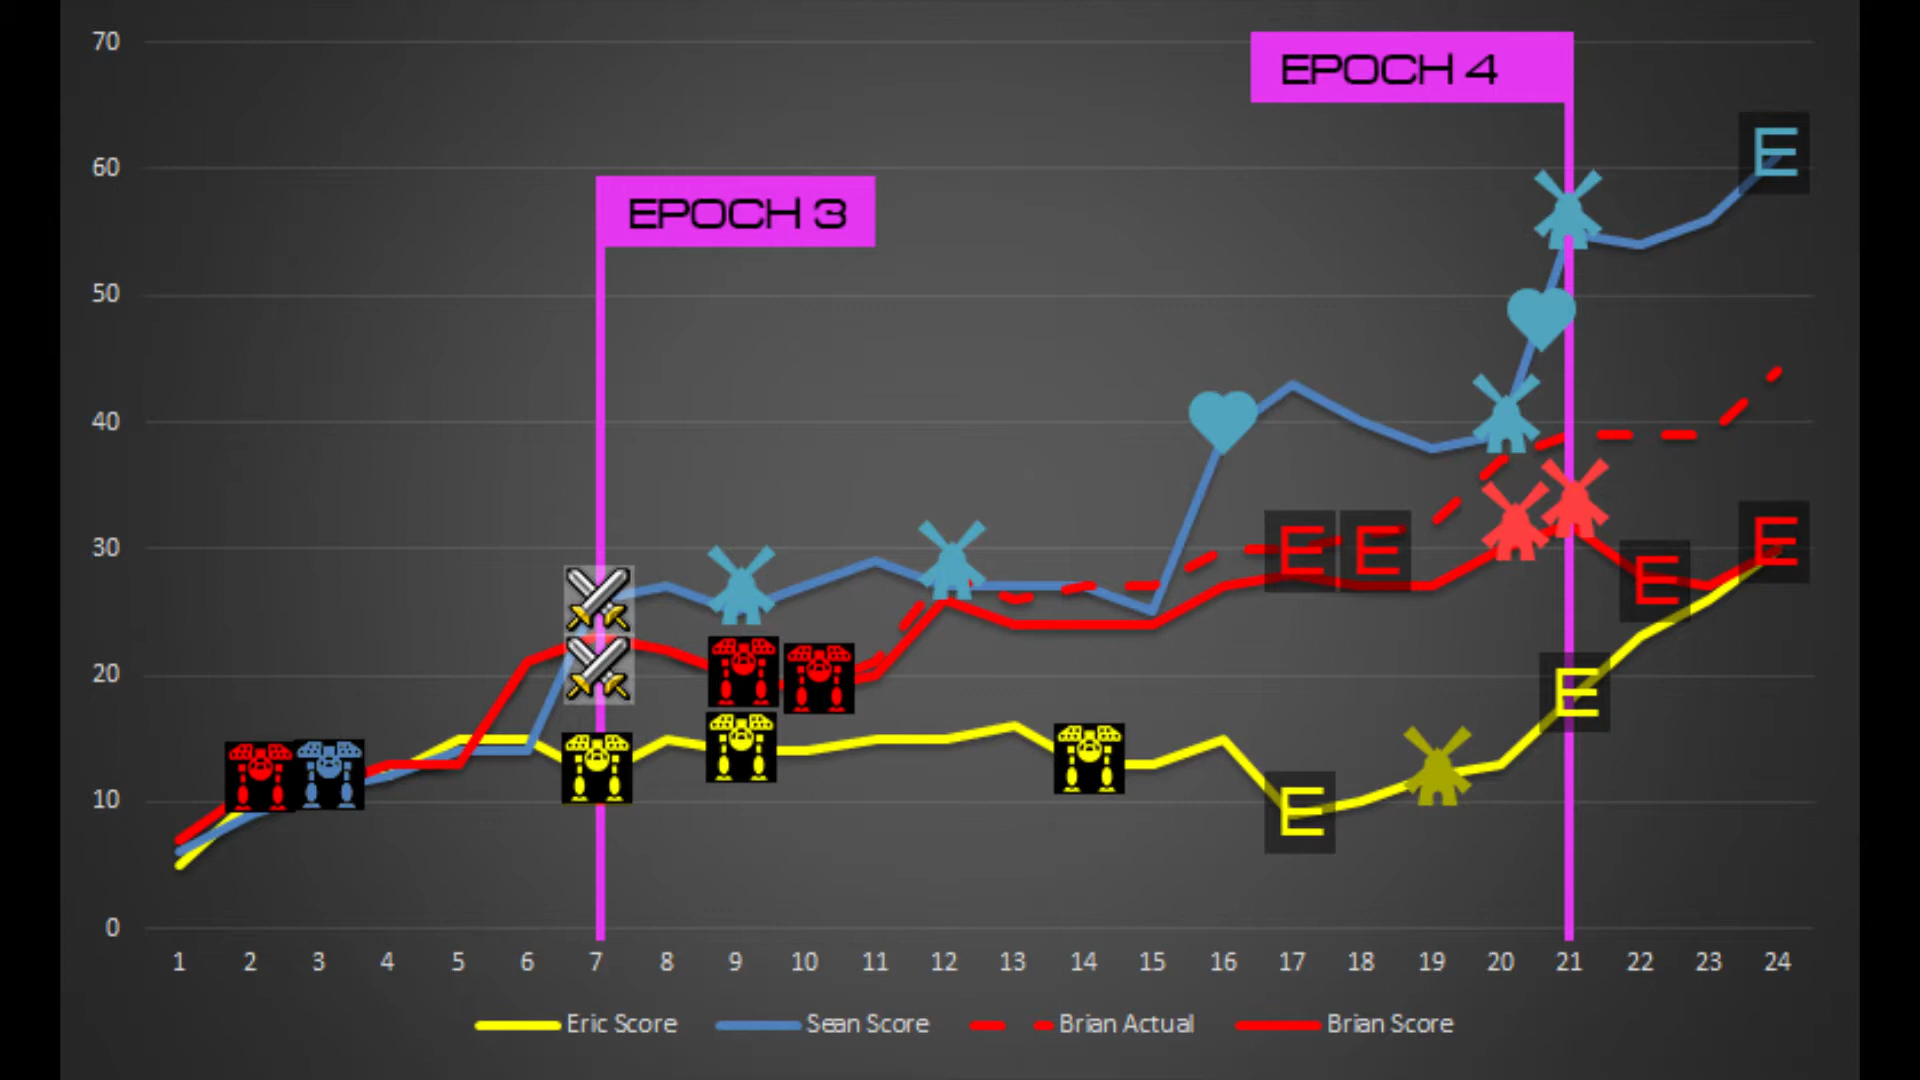 70
EPOCH 4
60
EPOCH 3
50
40
30
20
10
0
E
E
E
E
E
E
E
1 2 3 4 5 6 7 8 9 10 11 12 13 14 15 16 17 18 19 20 21 22 23 24
Eric Score Sean Score Brian Actual Brian Score